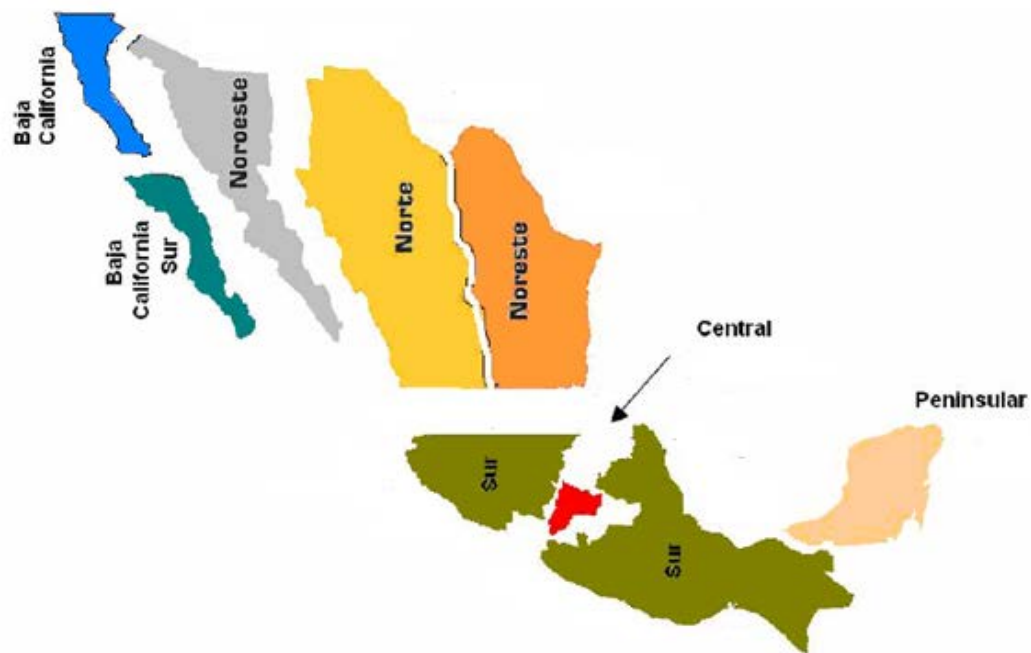 Baja
California
Baja
California
Sur
Noroeste
Norte
Noreste
Central
Peninsular
Sur
Sur